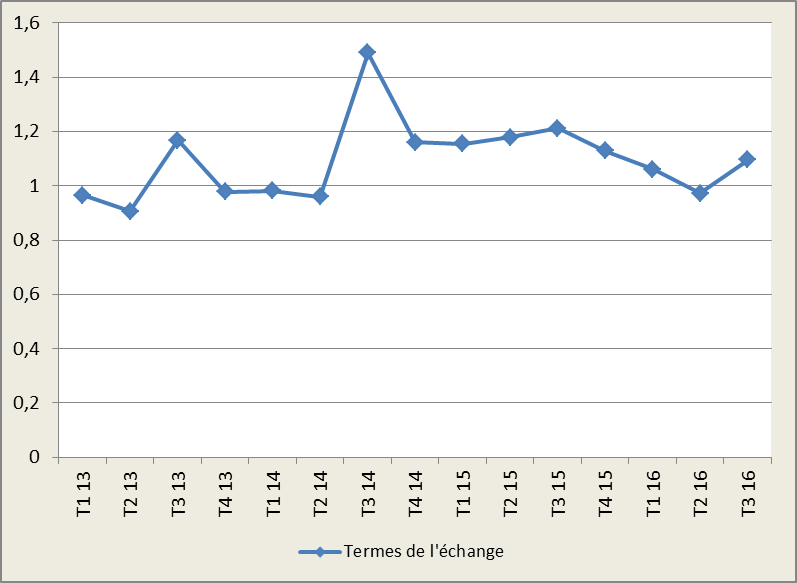 1,6
1,4
1,2
1
0,8
0,6
0,4
0,2
0
T1 13
T2 13
T3 13
T4 13
T1 14
T2 14
T3 14
T4 14
T1 15
T2 15
T3 15
T4 15
T1 16
T2 16
T3 16
Termes de l'échange